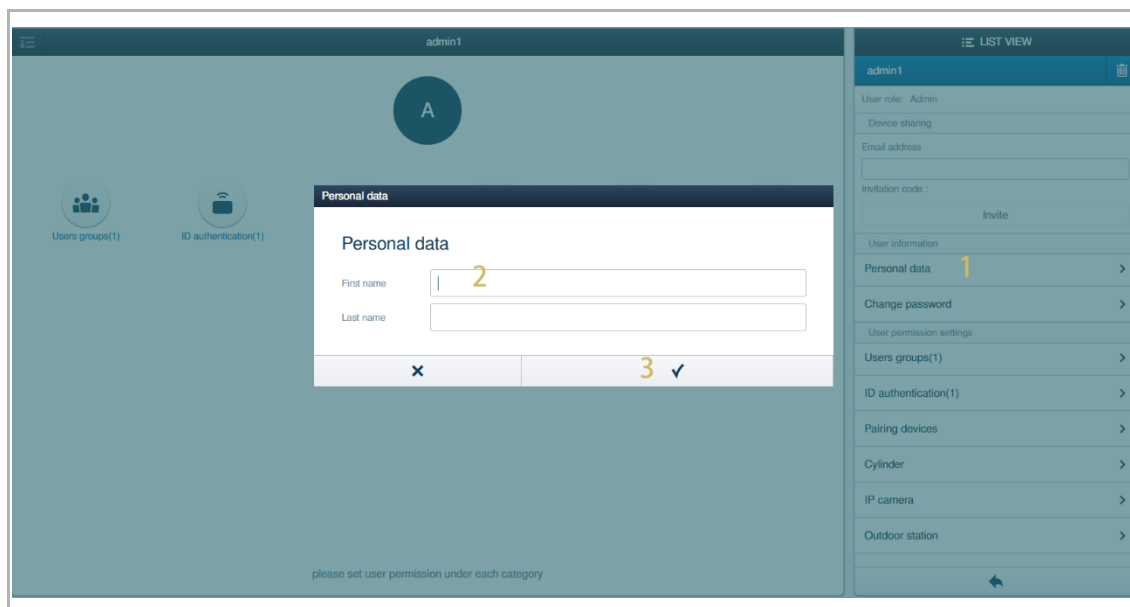 admin1
A
Users groups(1)
ID authentication(1)
Personal data
Personal data
First name
2
Last name
3
please set user permission under each category
LIST VIEW
admin1
User role: Admin
Device sharing
Email address
Invitation code :
Invite
User information
Personal data 1
Change password
User permission settings
Users groups(1)
ID authentication(1)
Pairing devices
Cylinder
IP camera
Outdoor station